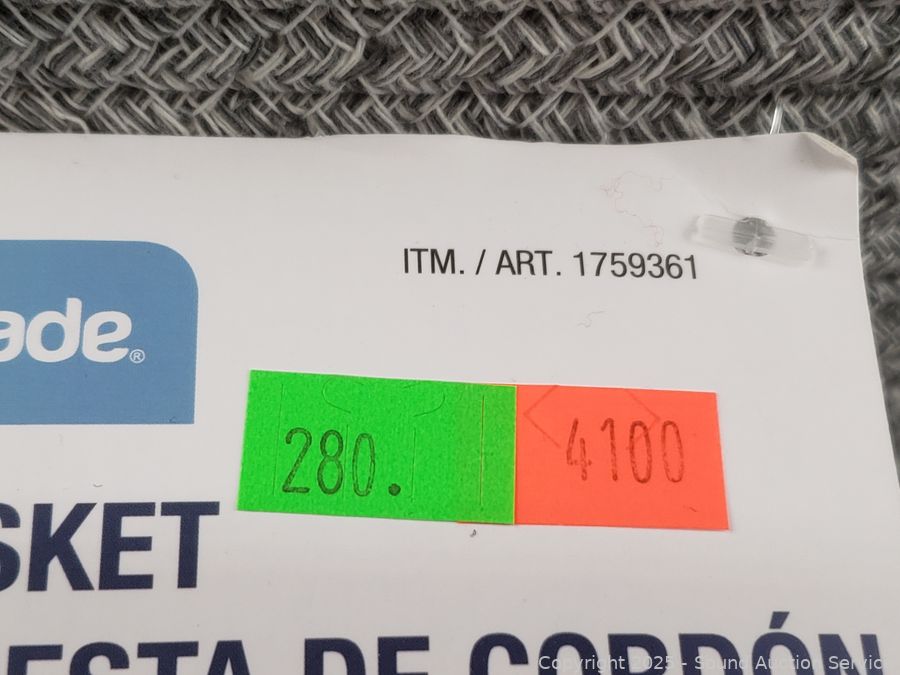 ITM. / ART. 1759361
ade®
280.
4100
SKET
ESTA DE CORDÓN
Copyright 2025 - Sound Auction Servic